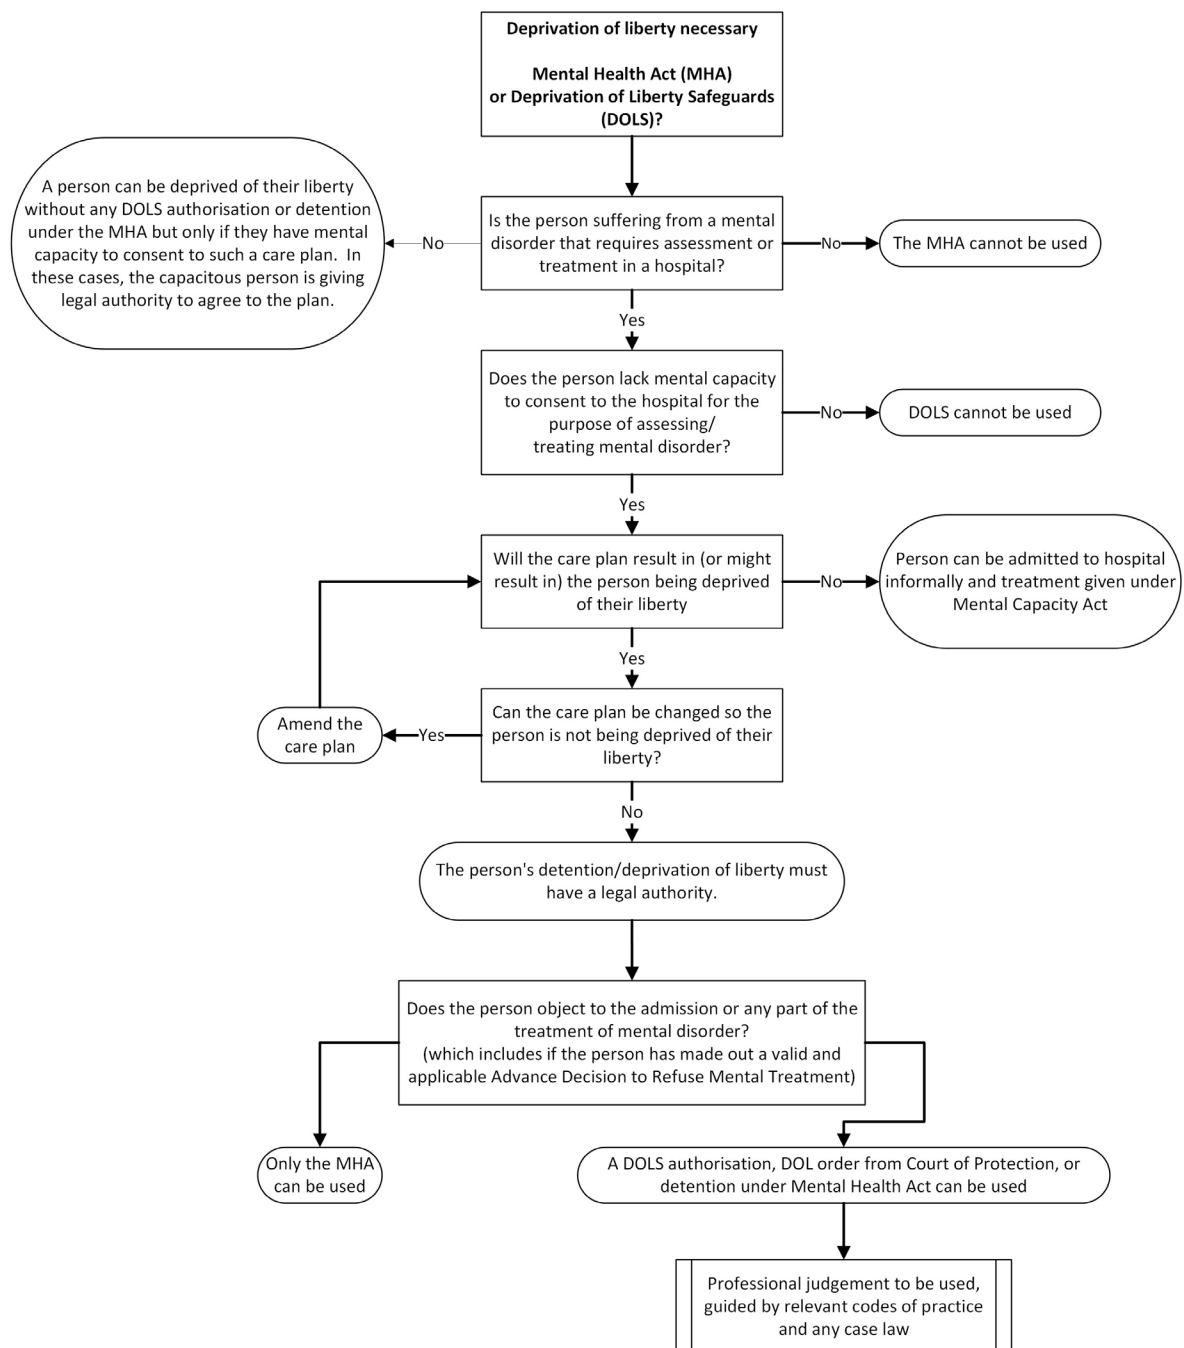 Deprivation of liberty necessary
Mental Health Act (MHA)
or Deprivation of Liberty Safeguards
(DOLS)?
A person can be deprived of their liberty
without any DOLS authorisation or detention
under the MHA but only if they have mental
capacity to consent to such a care plan. In
these cases, the capacitous person is giving
legal authority to agree to the plan.
No
Is the person suffering from a mental
disorder that requires assessment or
treatment in a hospital?
No
The MHA cannot be used
Yes
Does the person lack mental capacity
to consent to the hospital for the
purpose of assessing/
treating mental disorder?
No
DOLS cannot be used
Yes
Will the care plan result in (or might
result in) the person being deprived
of their liberty
No
Person can be admitted to hospital
informally and treatment given under
Mental Capacity Act
Yes
Can the care plan be changed so the
person is not being deprived of their
liberty?
Yes
Amend the
care plan
No
The person's detention/deprivation of liberty must
have a legal authority.
Does the person object to the admission or any part of the
treatment of mental disorder?
(which includes if the person has made out a valid and
applicable Advance Decision to Refuse Mental Treatment)
Only the MHA
can be used
A DOLS authorisation, DOL order from Court of Protection, or
detention under Mental Health Act can be used
Professional judgement to be used,
guided by relevant codes of practice
and any case law